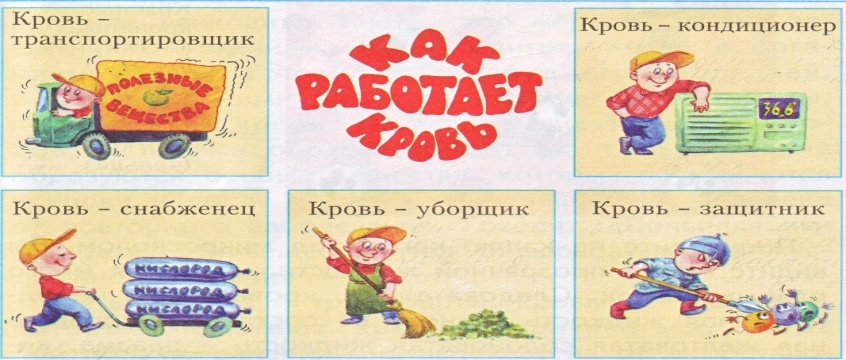 Кровь –
транспортировщик
ПОЛЕЗНЫЕ
ВЕЩЕСТВА
КАК
РАБОТАЕТ
КРОВЬ
Кровь – кондиционер
36,6°
Кровь – снабженец
КИСЛОРОД
КИСЛОРОД
КИСЛОРОД
Кровь – уборщик
Кровь – защитник